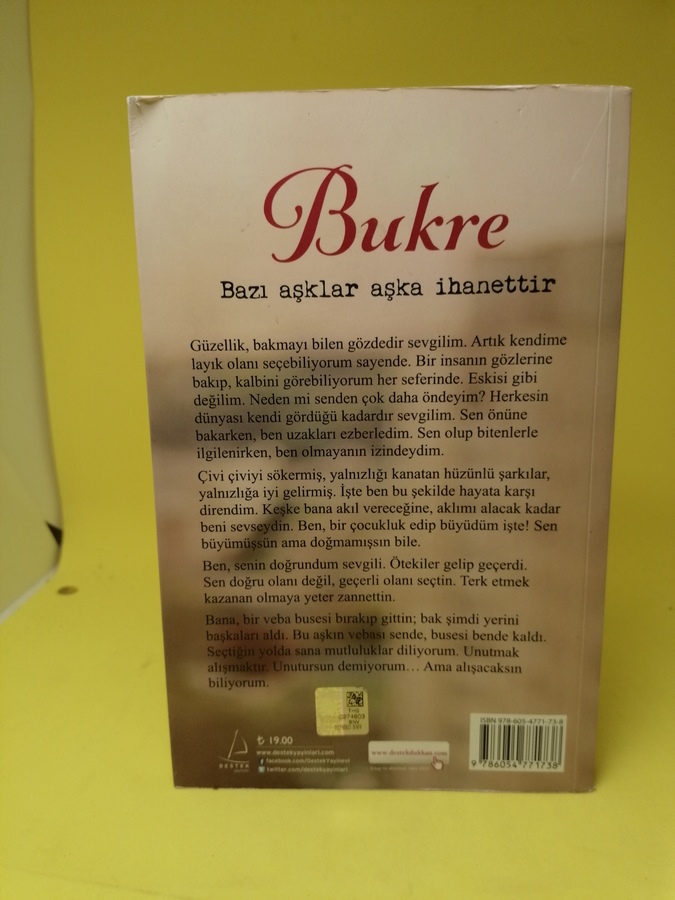 Bukre
Bazı aşklar aşka ihanettir
Güzellik, bakmayı bilen gözdedir sevgilim. Artık kendime
layık olanı seçebiliyorum sayende. Bir insanın gözlerine
bakıp, kalbini görebiliyorum her seferinde. Eskisi gibi
değilim. Neden mi senden çok daha öndeyim? Herkesin
dünyası kendi gördüğü kadardır sevgilim. Sen önüne
bakarken, ben uzakları ezberledim. Sen olup bitenlerle
ilgilenirken, ben olmayanın izindeydim.
Çivi çiviyi sökermiş, yalnızlığı kanatan hüzünlü şarkılar,
yalnızlığa iyi gelirmiş. İşte ben bu şekilde hayata karşı
direndim. Keşke bana akıl vereceğine, aklımı alacak kadar
beni sevseydin. Ben, bir çocukluk edip büyüdüm işte! Sen
büyümüşsün ama doğmamışsın bile.
Ben, senin doğrundum sevgili. Ötekiler gelip geçerdi.
Sen doğru olanı değil, geçerli olanı seçtin. Terk etmek
kazanan olmaya yeter zannettin.
Bana, bir veba busesi bırakıp gittin; bak şimdi yerini
başkaları aldı. Bu aşkın vebası sende, busesi bende kaldı.
Seçtiğin yolda sana mutluluklar diliyorum. Unutmak
alışmaktır. Unutursun demiyorum... Ama alışacaksın
biliyorum.
₺ 19.00
www.destekyayinlari.com
facebook.com/DestekYayinevi
twitter.com/destekyayinlari
DESTEK
www.destekdukkan.com
ISBN 978-605-4771-73-8
9 786054 771738